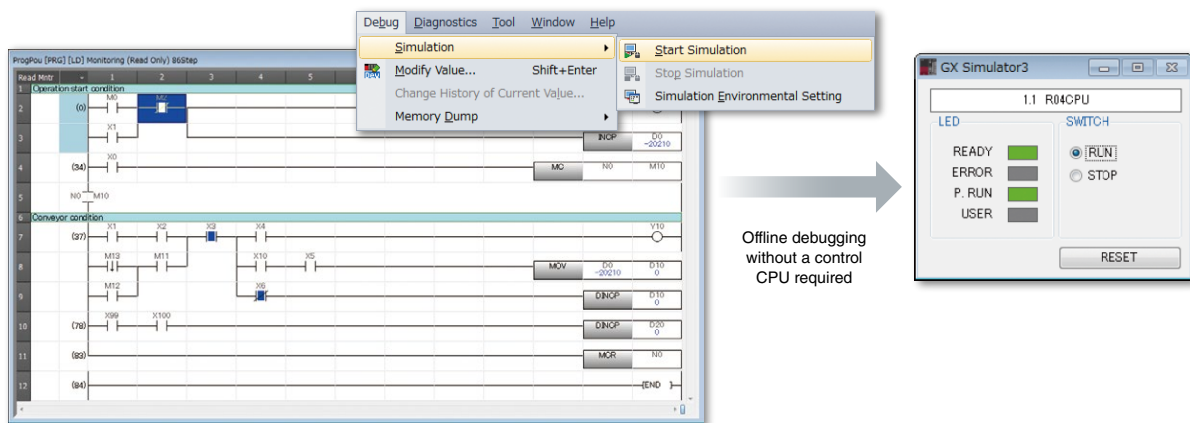 Debug Diagnostics Tool Window Help
Simulation
Modify Value... Shift+Enter
Change History of Current Value...
Memory Dump
Start Simulation
Stop Simulation
Simulation Environmental Setting
ProgPou [PRG] [LD] Monitoring (Read Only) 86Step
Read Mntr 1 2 3 4 5
1 Operation start condition
M0 M2
2 (0)
X1
3 INCP D0
-20210
X0
4 (34) MC N0 M10
5 N0 M10
6 Conveyor condition
X1 X2 X3 X4 Y10
7 (37)
M13 M11 X10 X5
8 MOV D0 D10
-20210 0
M12 X6
9 DINCP D10
0
X99 X100
10 (78) DINCP D20
0
11 (83) MCR N0
12 (84) END
Offline debugging
without a control
CPU required
GX Simulator3
1.1 R04CPU
LED SWITCH
READY RUN
ERROR STOP
P. RUN
USER
RESET